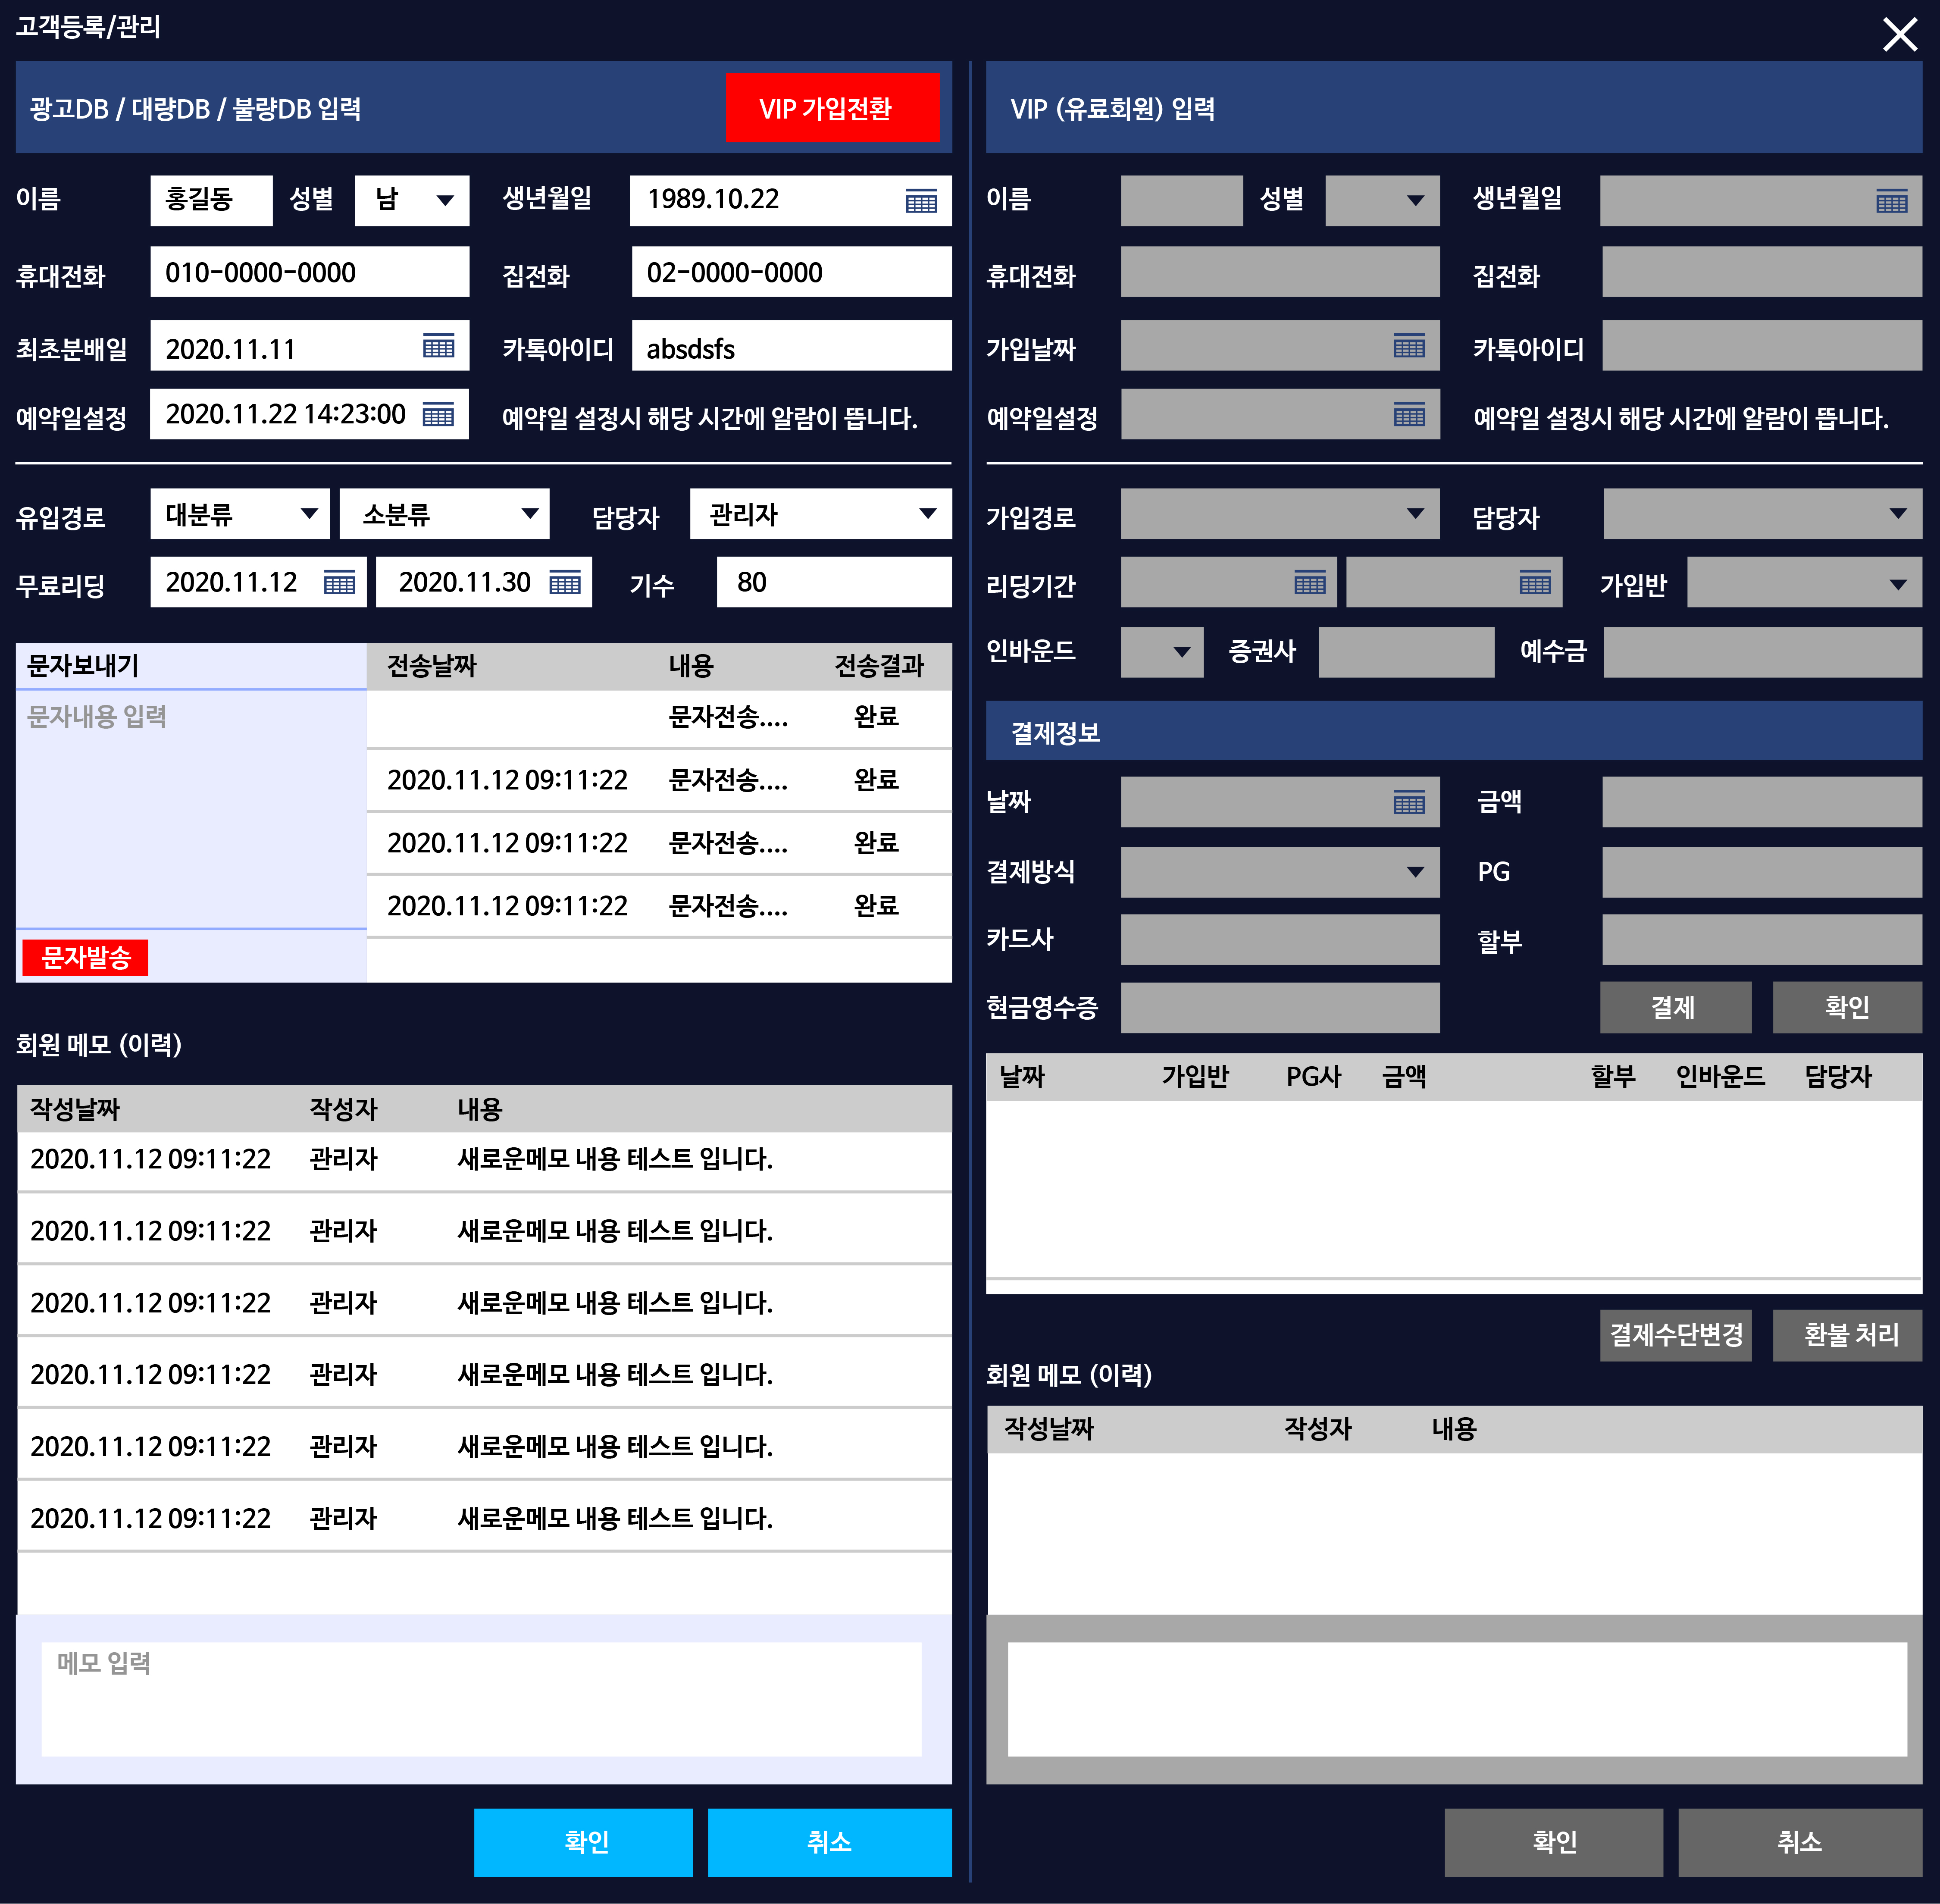 고객등록/관리
광고DB / 대량DB / 불량DB 입력
VIP 가입전환
이름 홍길동 성별 남 생년월일 1989.10.22
휴대전화 010-0000-0000 집전화 02-0000-0000
최초분배일 2020.11.11 카톡아이디 absdsfs
예약일설정 2020.11.22 14:23:00 예약일 설정시 해당 시간에 알람이 뜹니다.
유입경로 대분류 소분류 담당자 관리자
무료리딩 2020.11.12 2020.11.30 기수 80
문자보내기
문자내용 입력
문자발송
전송날짜 내용 전송결과
문자전송.... 완료
2020.11.12 09:11:22 문자전송.... 완료
2020.11.12 09:11:22 문자전송.... 완료
2020.11.12 09:11:22 문자전송.... 완료
회원 메모 (이력)
작성날짜 작성자 내용
2020.11.12 09:11:22 관리자 새로운메모 내용 테스트 입니다.
2020.11.12 09:11:22 관리자 새로운메모 내용 테스트 입니다.
2020.11.12 09:11:22 관리자 새로운메모 내용 테스트 입니다.
2020.11.12 09:11:22 관리자 새로운메모 내용 테스트 입니다.
2020.11.12 09:11:22 관리자 새로운메모 내용 테스트 입니다.
2020.11.12 09:11:22 관리자 새로운메모 내용 테스트 입니다.
메모 입력
확인 취소
VIP (유료회원) 입력
이름 성별 생년월일
휴대전화 집전화
가입날짜 카톡아이디
예약일설정 예약일 설정시 해당 시간에 알람이 뜹니다.
가입경로 담당자
리딩기간 가입반
인바운드 증권사 예수금
결제정보
날짜 금액
결제방식 PG
카드사 할부
현금영수증 결제 확인
날짜 가입반 PG사 금액 할부 인바운드 담당자
결제수단변경 환불 처리
회원 메모 (이력)
작성날짜 작성자 내용
확인 취소